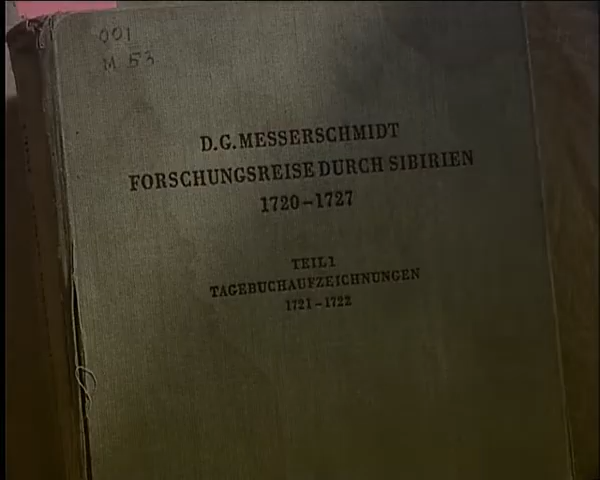 001
M 53
D.G. MESSERSCHMIDT
FORSCHUNGSREISE DURCH SIBIRIEN
1720–1727
TEIL 1
TAGEBUCHAUFZEICHNUNGEN
1721–1722